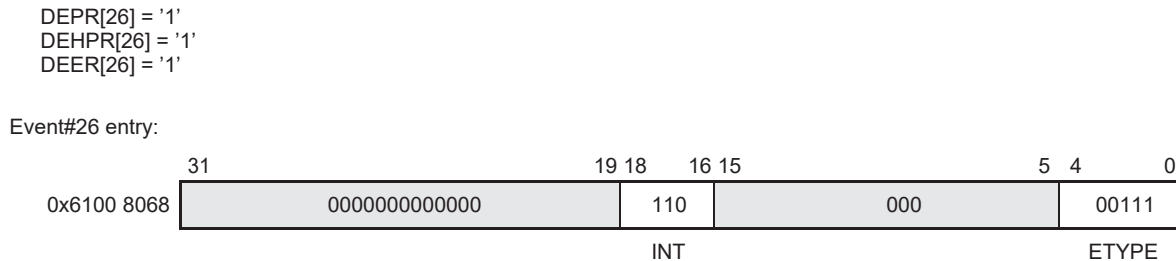 DEPR[26] = ’1’
DEHPR[26] = ‘1’
DEER[26] = ‘1’
Event#26 entry:
31 19 18 16 15 5 4 0
0x6100 8068 0000000000000 110 000 00111
INT ETYPE